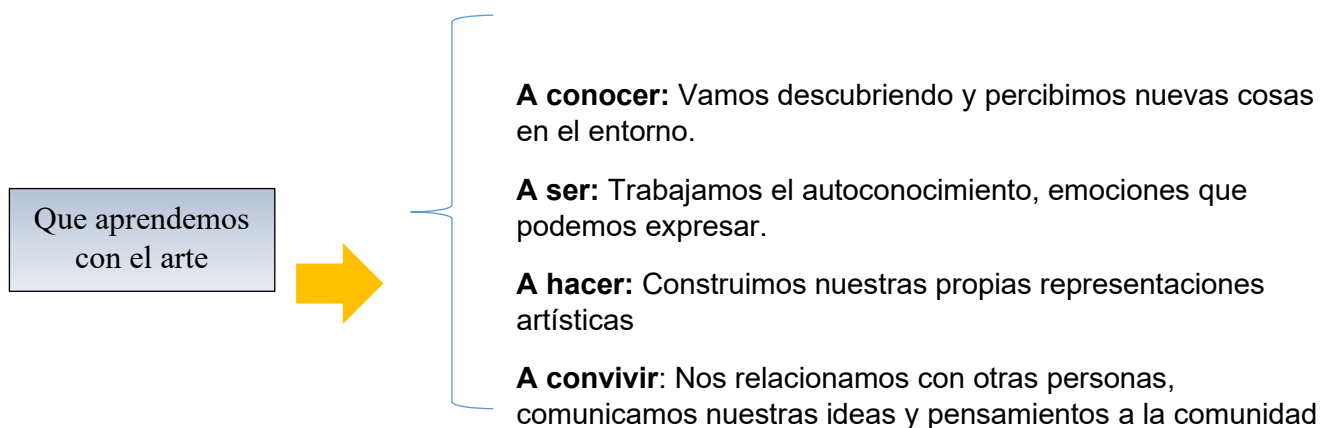 Que aprendemos
con el arte
A conocer: Vamos descubriendo y percibimos nuevas cosas
en el entorno.
A ser: Trabajamos el autoconocimiento, emociones que
podemos expresar.
A hacer: Construimos nuestras propias representaciones
artísticas
A convivir: Nos relacionamos con otras personas,
comunicamos nuestras ideas y pensamientos a la comunidad